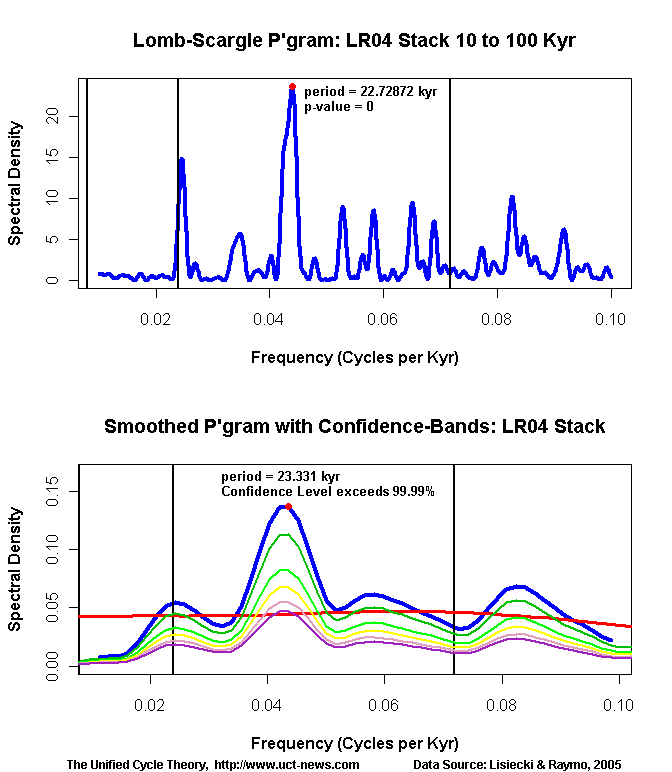 Lomb-Scargle P'gram: LR04 Stack 10 to 100 Kyr
period = 22.72872 kyr
p-value = 0
Spectral Density
20
15
10
5
0
0.02 0.04 0.06 0.08 0.10
Frequency (Cycles per Kyr)
Smoothed P'gram with Confidence-Bands: LR04 Stack
period = 23.331 kyr
Confidence Level exceeds 99.99%
Spectral Density
0.15
0.10
0.05
0.00
0.02 0.04 0.06 0.08 0.10
Frequency (Cycles per Kyr)
The Unified Cycle Theory, http://www.uct-news.com Data Source: Lisiecki & Raymo, 2005